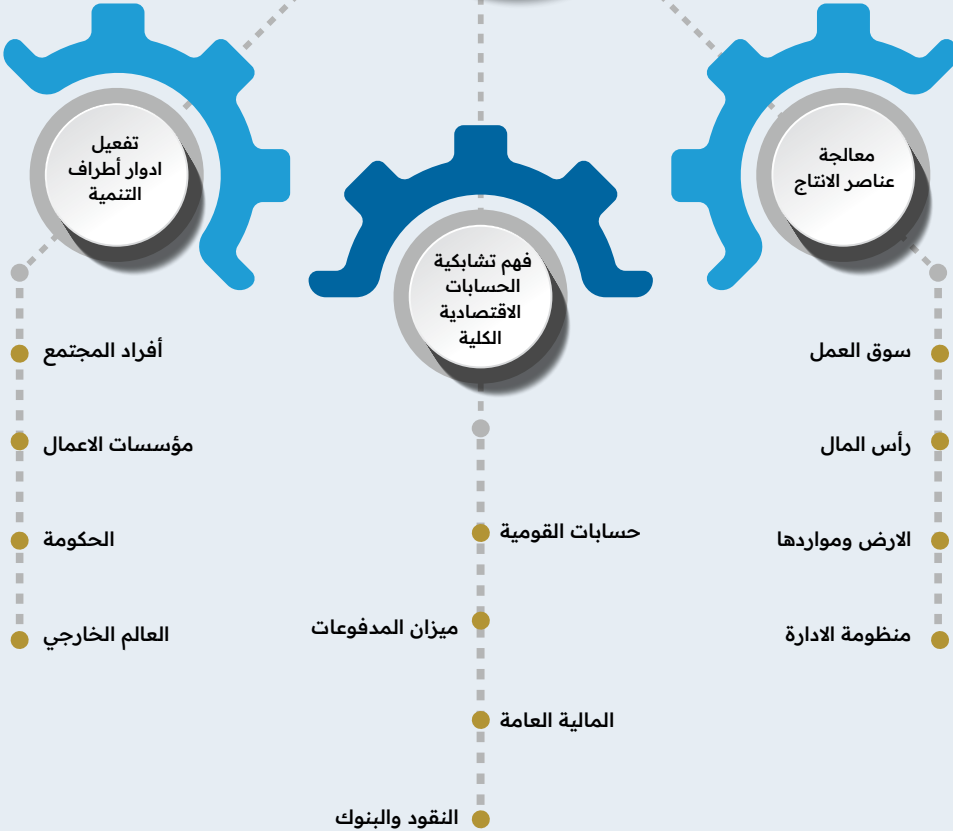 معالجة
عناصر الانتاج
سوق العمل
رأس المال
الارض ومواردها
منظومة الادارة
فهم تشابكية
الحسابات
الاقتصادية
الكلية
حسابات القومية
ميزان المدفوعات
المالية العامة
النقود والبنوك
تفعيل
ادوار أطراف
التنمية
أفراد المجتمع
مؤسسات الاعمال
الحكومة
العالم الخارجي